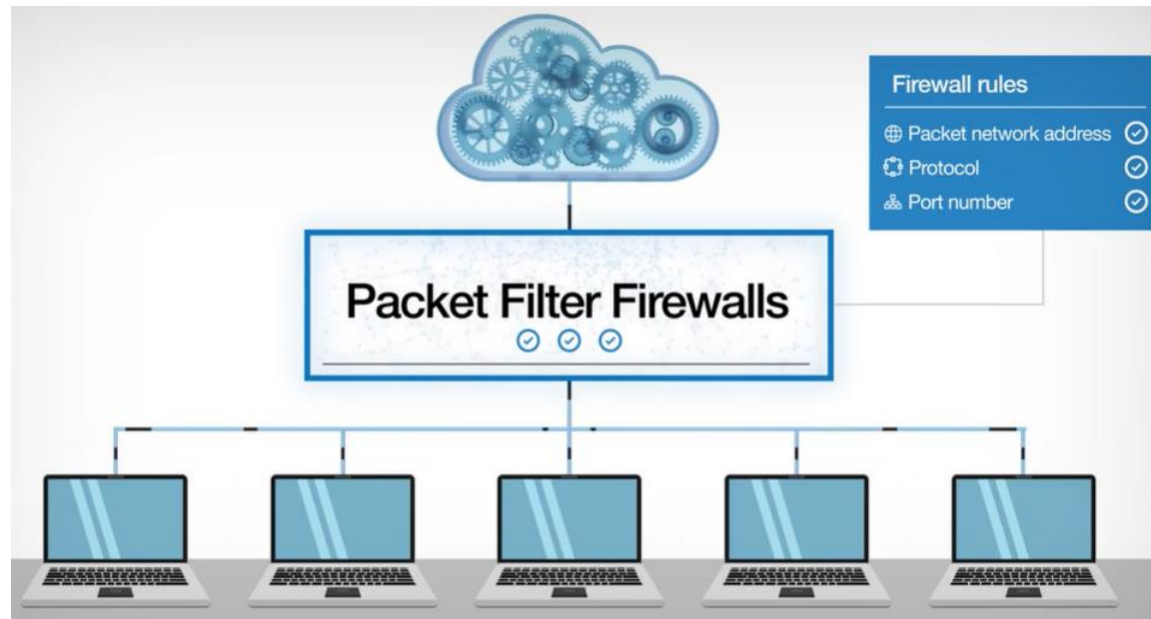 Firewall rules
Packet network address
Protocol
Port number
Packet Filter Firewalls